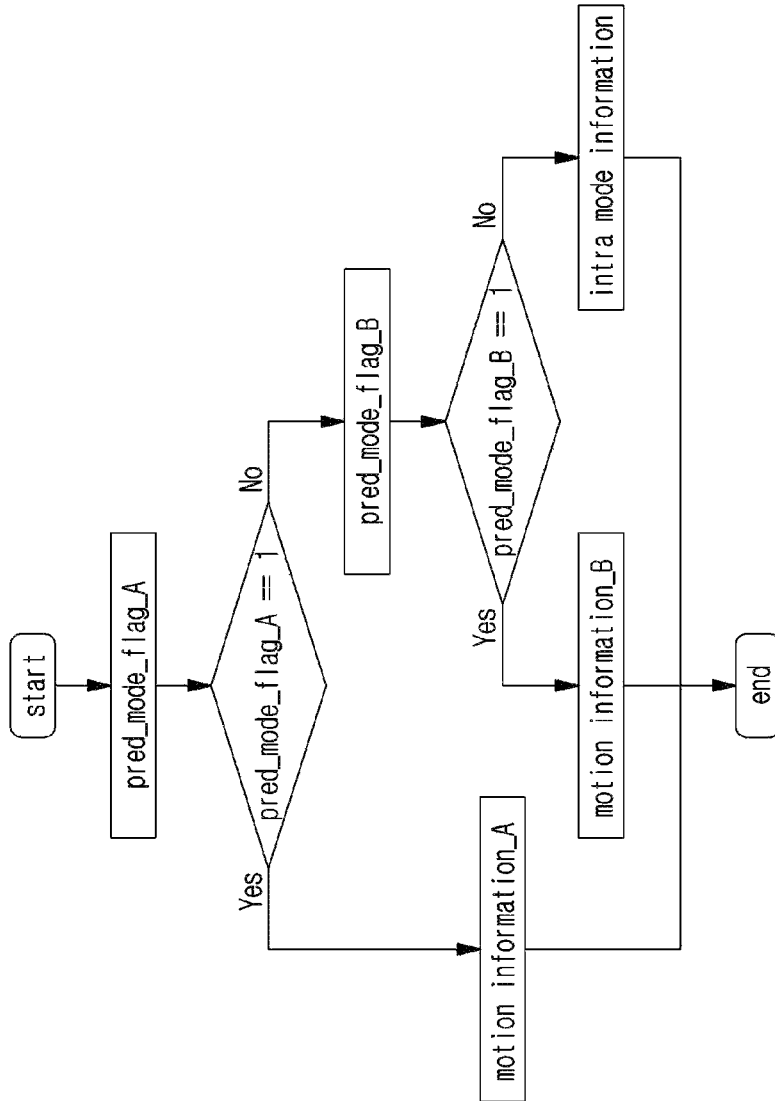 start
pred_mode_flag_A
pred_mode_flag_A == 1
Yes
No
pred_mode_flag_B
pred_mode_flag_B == 1
Yes
No
motion information_A
motion information_B
intra mode information
end